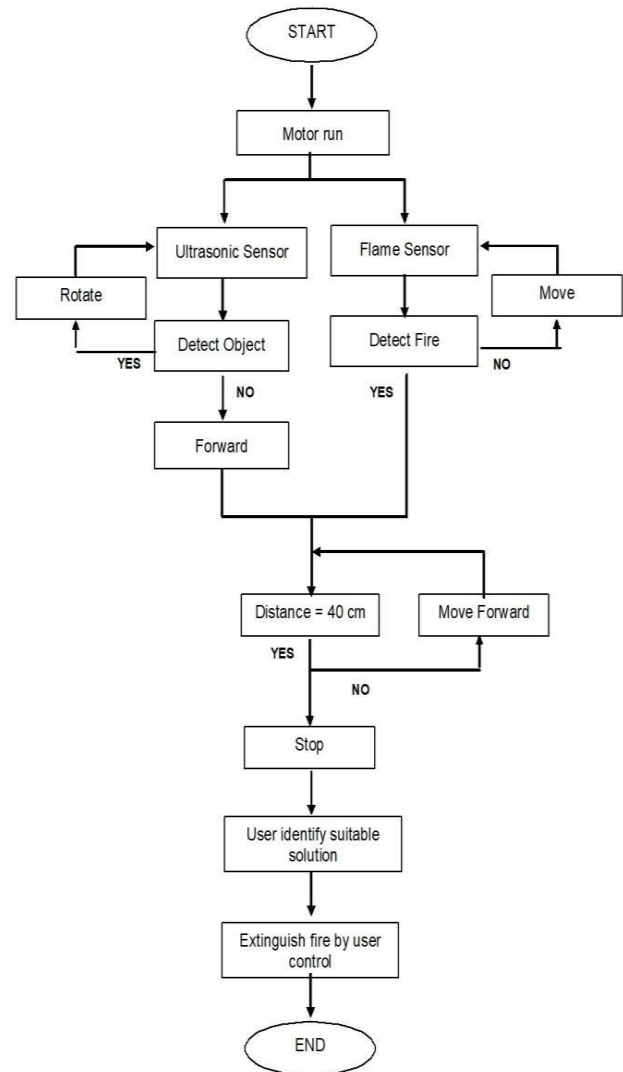 START
Motor run
Ultrasonic Sensor
Flame Sensor
Rotate
Move
Detect Object
Detect Fire
YES
NO
NO
YES
Forward
Distance = 40 cm
Move Forward
YES
NO
Stop
User identify suitable
solution
Extinguish fire by user
control
END